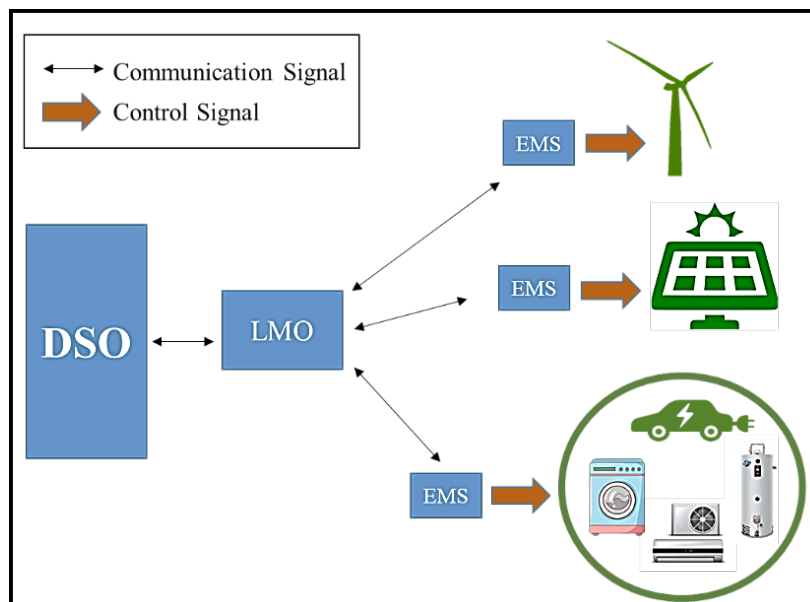 Communication Signal
Control Signal
EMS
EMS
DSO
LMO
EMS